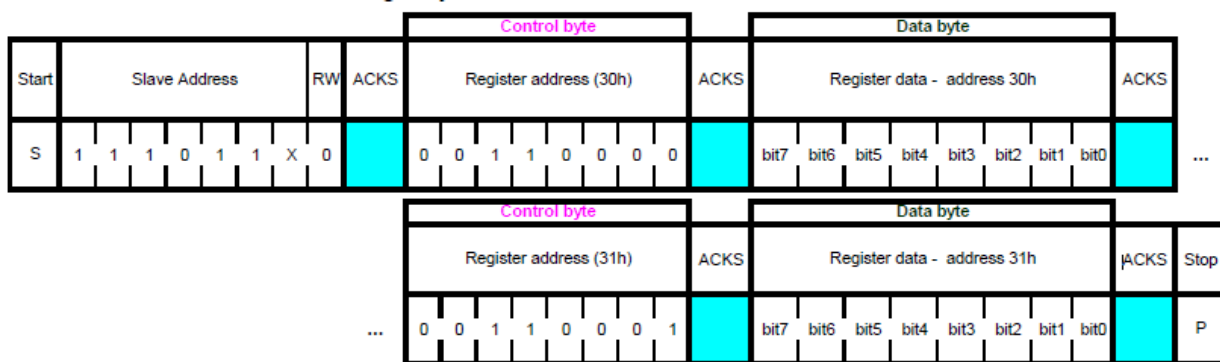 Control byte Data byte
Start Slave Address RW ACKS Register address (30h) ACKS Register data - address 30h ACKS
S 1 1 1 0 1 1 X 0 0 0 1 1 0 0 0 0 bit7 bit6 bit5 bit4 bit3 bit2 bit1 bit0 ...
Control byte Data byte
Register address (31h) ACKS Register data - address 31h ACKS Stop
... 0 0 1 1 0 0 0 1 bit7 bit6 bit5 bit4 bit3 bit2 bit1 bit0 P